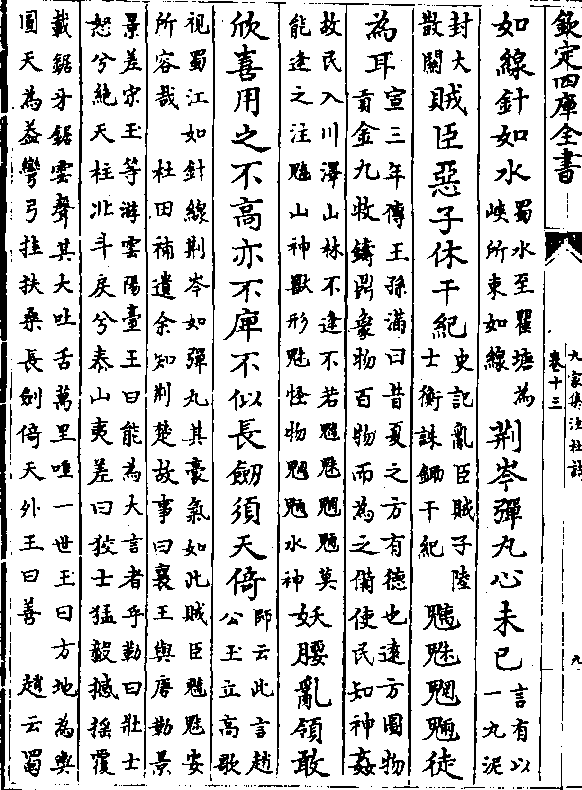 欽定四庫全書
九家集注杜詩
卷十三
九
如線針如水蜀水至瞿塘為峽所束如線荆岑彈丸心未已言有以一丸泥
封大散關賊臣惡子休干紀史記亂臣賊子陸士衡誅鋤干紀魑魅魍魎徒
為耳宣三年傳王孫滿曰昔夏之方有德也遠方圖物貢金九牧鑄鼎象物百物而為之備使民知神姦
故民入川澤山林不逢不若魑魅魍魎莫能逢之注魑山神獸形魅怪物魍魎水神妖腰亂領敢
欣喜用之不高亦不庳不似長劒須天倚師云此言趙公玉立高歌
視蜀江如針線荆岑如彈丸其豪氣如此賊臣魑魅安所容哉 杜田補遺余知荆楚故事曰襄王與唐勒景
景差宋玉等游雲陽臺王曰能為大言者乎勒曰壯士怒兮絶天柱北斗戾兮泰山夷差曰狡士猛毅撼摇覆
載鋸牙鋸雲聲其大吐舌萬里唾一世王曰方地為輿圓天為蓋彎弓挂扶桑長劍倚天外王曰善 趙云蜀